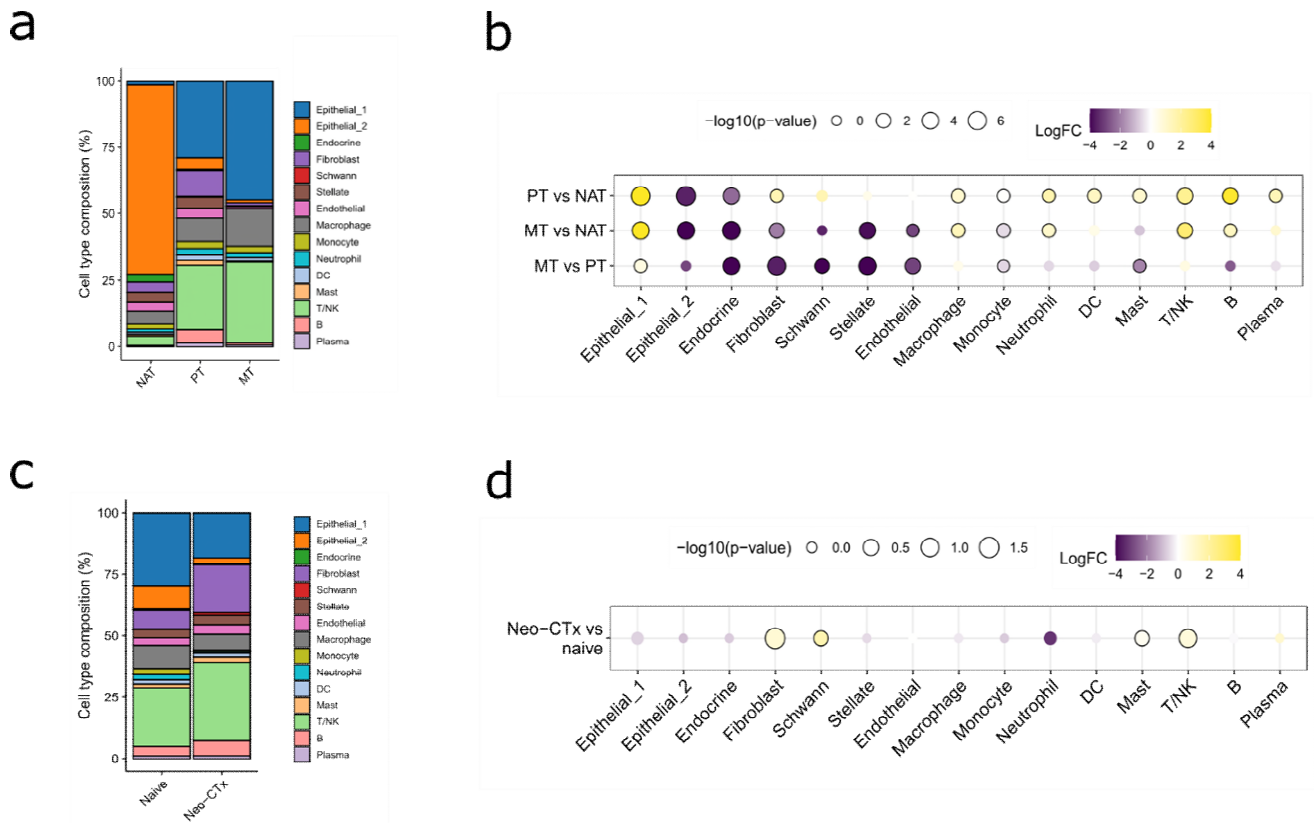 a
100
75
50
25
0
Cell type composition (%)
NAT
PT
MT
Epithelial_1
Epithelial_2
Endocrine
Fibroblast
Schwann
Stellate
Endothelial
Macrophage
Monocyte
Neutrophil
DC
Mast
T/NK
B
Plasma
b
−log10(p−value) 0 2 4 6
LogFC
−4 −2 0 2 4
PT vs NAT
MT vs NAT
MT vs PT
Epithelial_1
Epithelial_2
Endocrine
Fibroblast
Schwann
Stellate
Endothelial
Macrophage
Monocyte
Neutrophil
DC
Mast
T/NK
B
Plasma
c
100
75
50
25
0
Cell type composition (%)
Naive
Neo−CTx
Epithelial_1
Epithelial_2
Endocrine
Fibroblast
Schwann
Stellate
Endothelial
Macrophage
Monocyte
Neutrophil
DC
Mast
T/NK
B
Plasma
d
−log10(p−value) 0.0 0.5 1.0 1.5
LogFC
−4 −2 0 2 4
Neo−CTx vs
naive
Epithelial_1
Epithelial_2
Endocrine
Fibroblast
Schwann
Stellate
Endothelial
Macrophage
Monocyte
Neutrophil
DC
Mast
T/NK
B
Plasma